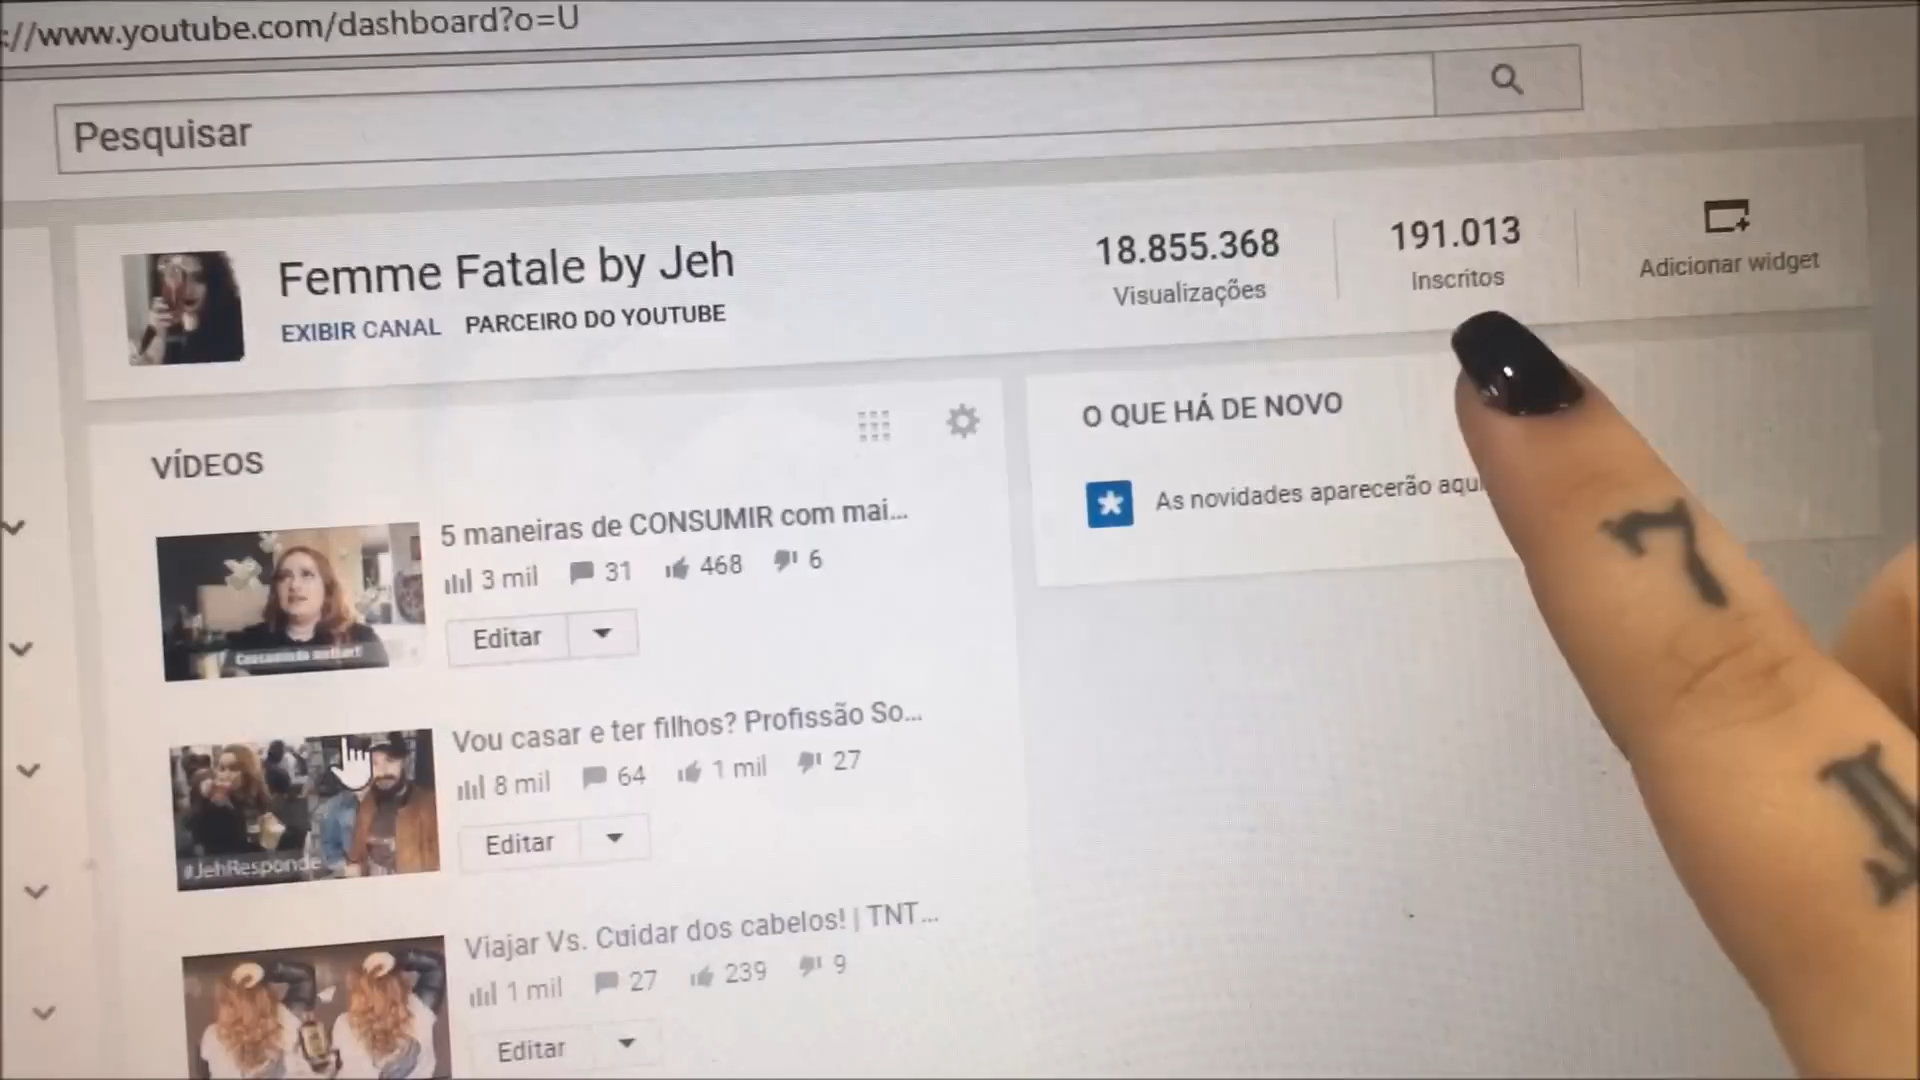 ://www.youtube.com/dashboard?o=U
Pesquisar
Femme Fatale by Jeh
EXIBIR CANAL PARCEIRO DO YOUTUBE
18.855.368
Visualizações
191.013
Inscritos
Adicionar widget
VÍDEOS
5 maneiras de CONSUMIR com mai...
3 mil 31 468 6
Editar
Vou casar e ter filhos? Profissão So...
8 mil 64 1 mil 27
#JehResponde
Editar
Viajar Vs. Cuidar dos cabelos! | TNT...
1 mil 27 239 9
Editar
O QUE HÁ DE NOVO
As novidades aparecerão aqui
7